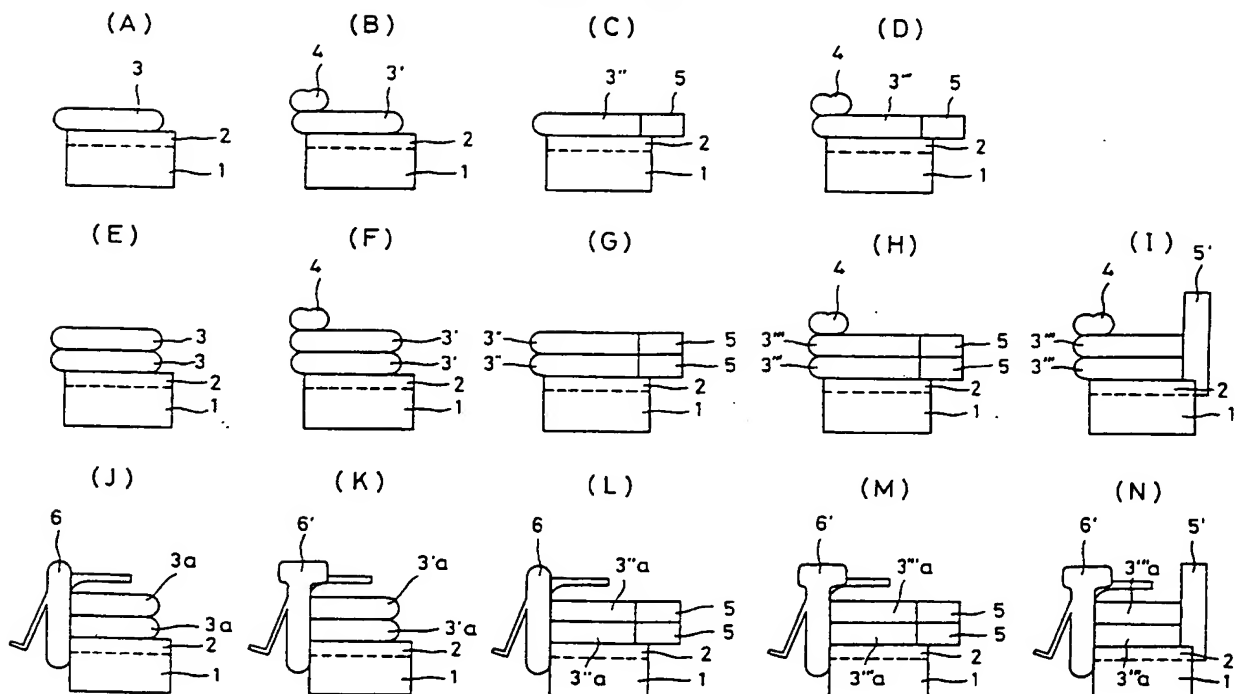 (A) (B) (C) (D)
3 4 3' 3" 5 4 3''' 5
2 2 2 2
1 1 1 1
(E) (F) (G) (H) (I)
4 4 4 5'
3 3' 3" 5 3'''' 5 3''''
3 3' 3" 5 3''' 5 3''''
2 2 2 2 2
1 1 1 1 1
(J) (K) (L) (M) (N)
6 6' 6 6' 6' 5'
3a 3'a 3"a 3'''a 3''''a
3a 3'a 5 5
5 5
2 2 2 2 2
1 1 3"a 1 3'''a 1 3''''a 1